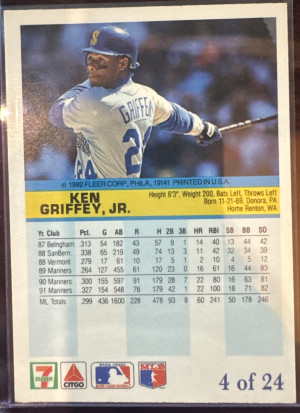 GRIFFEY
24
© 1992 FLEER CORP., PHILA., 19141 PRINTED IN U.S.A.
KEN
GRIFFEY, JR.
Height 6'3", Weight 200, Bats Left, Throws Left
Born 11-21-69, Donora, PA
Home Renton, WA
Yr. Club Pct. G AB R H 2B 3B HR RBI SB BB SO
87 Belngham .313 54 182 43 57 9 1 14 40 13 44 42
88 SanBern. .338 65 219 49 74 13 3 11 42 32 34 39
88 Vermont .279 17 61 10 17 5 1 2 10 4 5 12
89 Mariners .264 127 455 61 120 23 0 16 61 16 44 83
90 Mariners .300 155 597 91 179 28 7 22 80 16 63 81
91 Mariners .327 154 548 76 179 42 1 22 100 18 71 82
ML Totals .299 436 1600 228 478 93 8 60 241 50 178 246
7 ELEVEN
CITGO
4 of 24